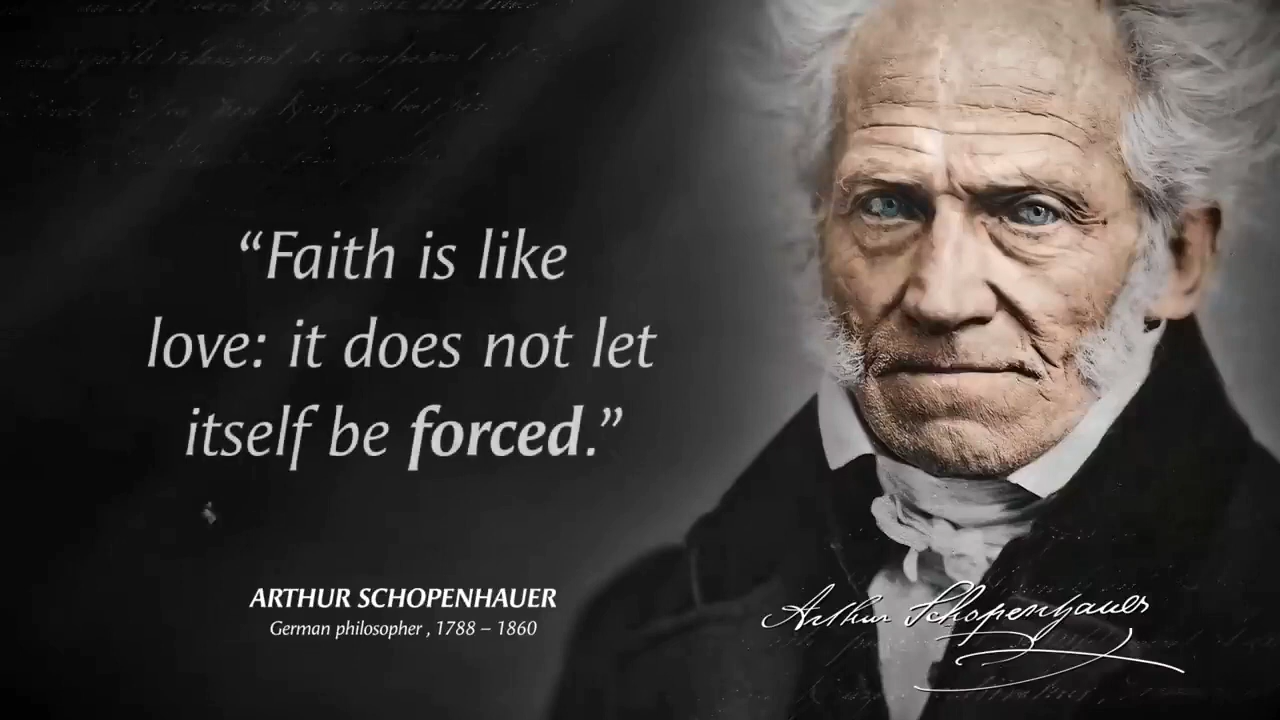 “Faith is like
love: it does not let
itself be forced.”
ARTHUR SCHOPENHAUER
German philosopher , 1788 – 1860
Arthur Schopenhauer